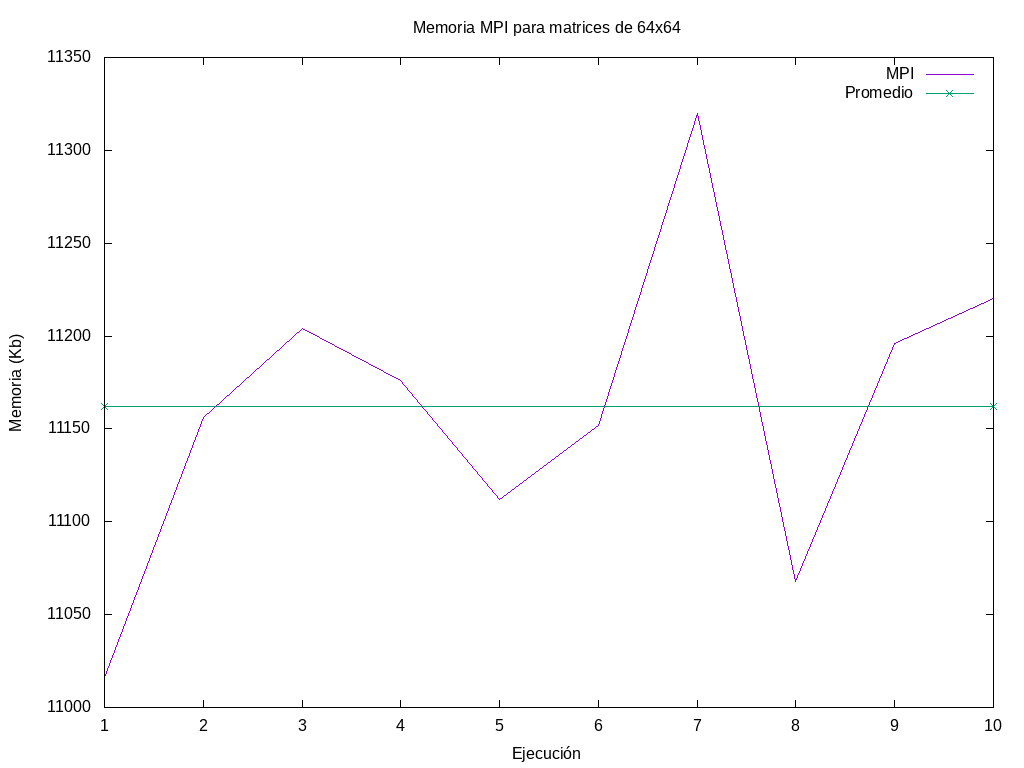 Memoria MPI para matrices de 64x64
MPI
Promedio
11350
11300
11250
11200
11150
11100
11050
11000
Memoria (Kb)
1 2 3 4 5 6 7 8 9 10
Ejecución